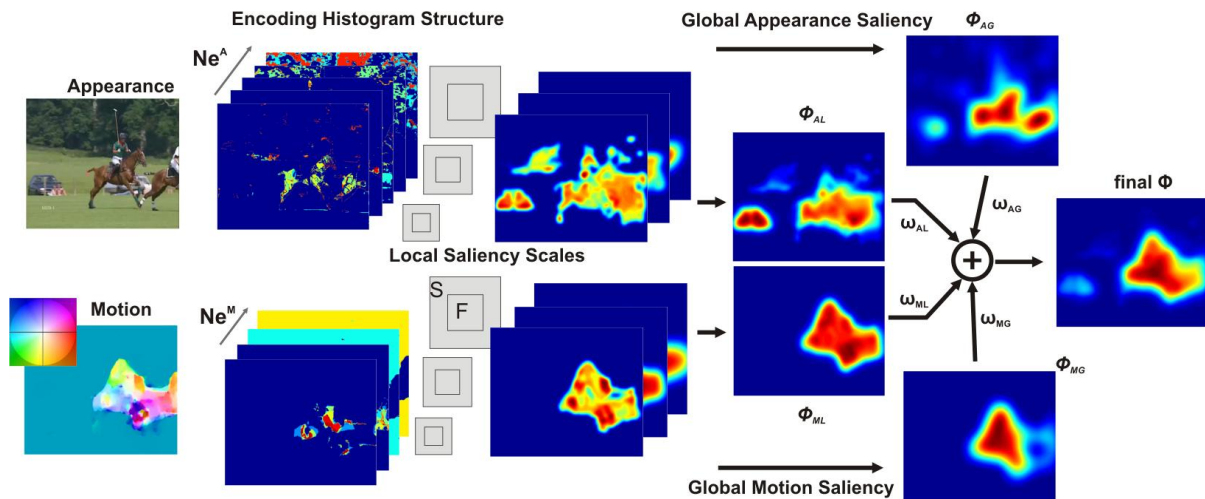 Encoding Histogram Structure
Global Appearance Saliency
Φ_AG
Ne^A
Appearance
Φ_AL
final Φ
ω_AG
ω_AL
+
Local Saliency Scales
S
F
Ne^M
Motion
ω_ML
ω_MG
Φ_MG
Φ_ML
Global Motion Saliency